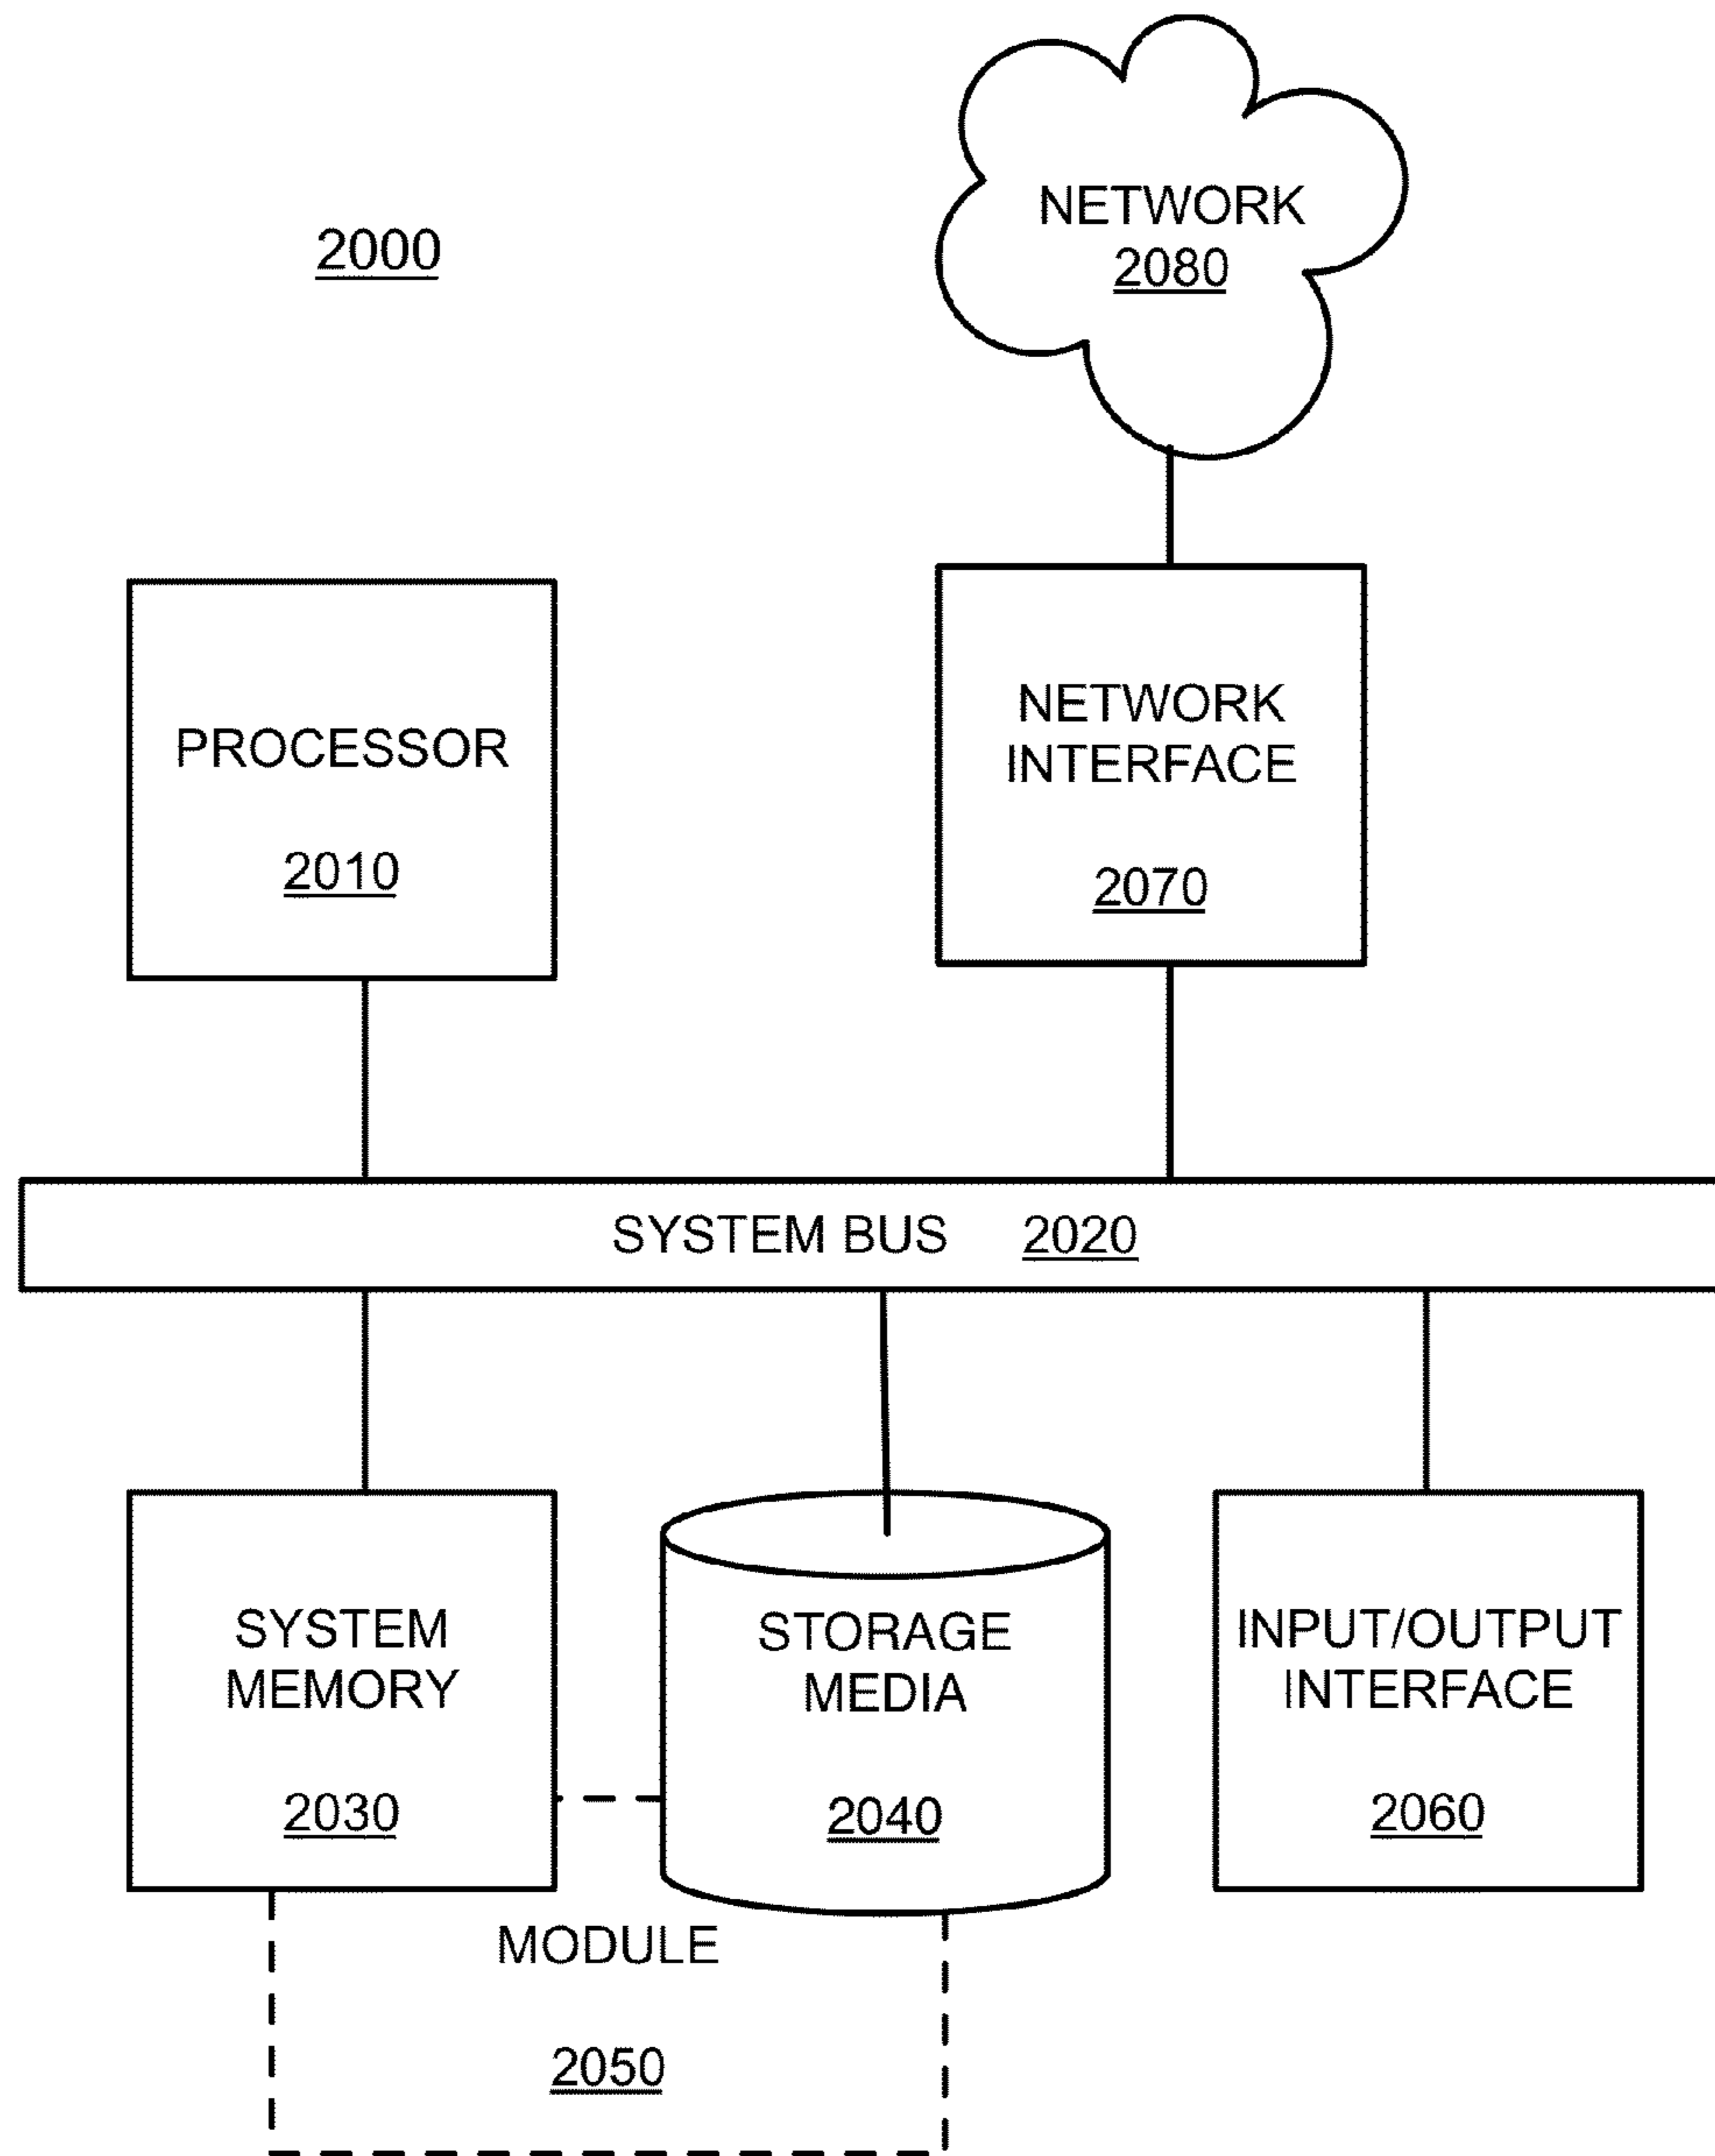 2000
NETWORK
2080
PROCESSOR
2010
NETWORK
INTERFACE
2070
SYSTEM BUS 2020
SYSTEM
MEMORY
2030
STORAGE
MEDIA
2040
INPUT/OUTPUT
INTERFACE
2060
MODULE
2050